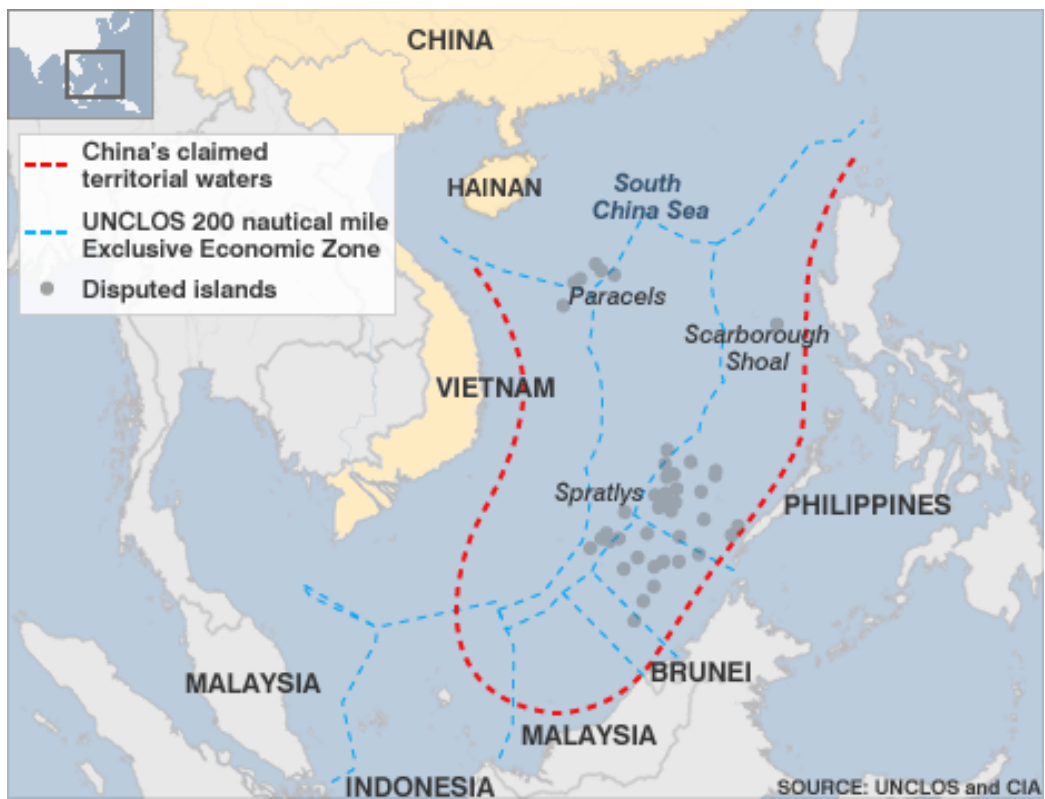 CHINA
China's claimed
territorial waters
UNCLOS 200 nautical mile
Exclusive Economic Zone
Disputed islands
HAINAN
South
China Sea
Paracels
Scarborough
Shoal
VIETNAM
Spratlys
PHILIPPINES
MALAYSIA
BRUNEI
MALAYSIA
INDONESIA
SOURCE: UNCLOS and CIA